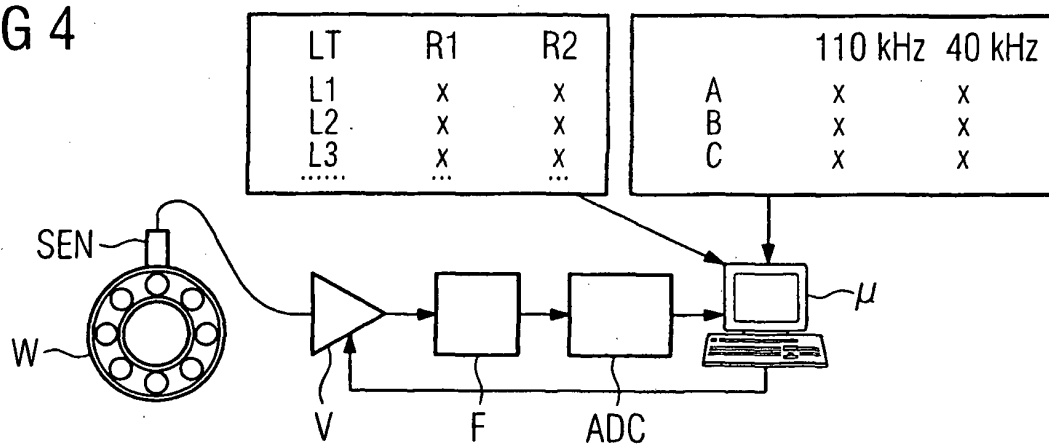 G 4
LT R1 R2
L1 x x
L2 x x
L3 x x
...... ... ...
110 kHz 40 kHz
A x x
B x x
C x x
SEN
W
V
F
ADC
μ